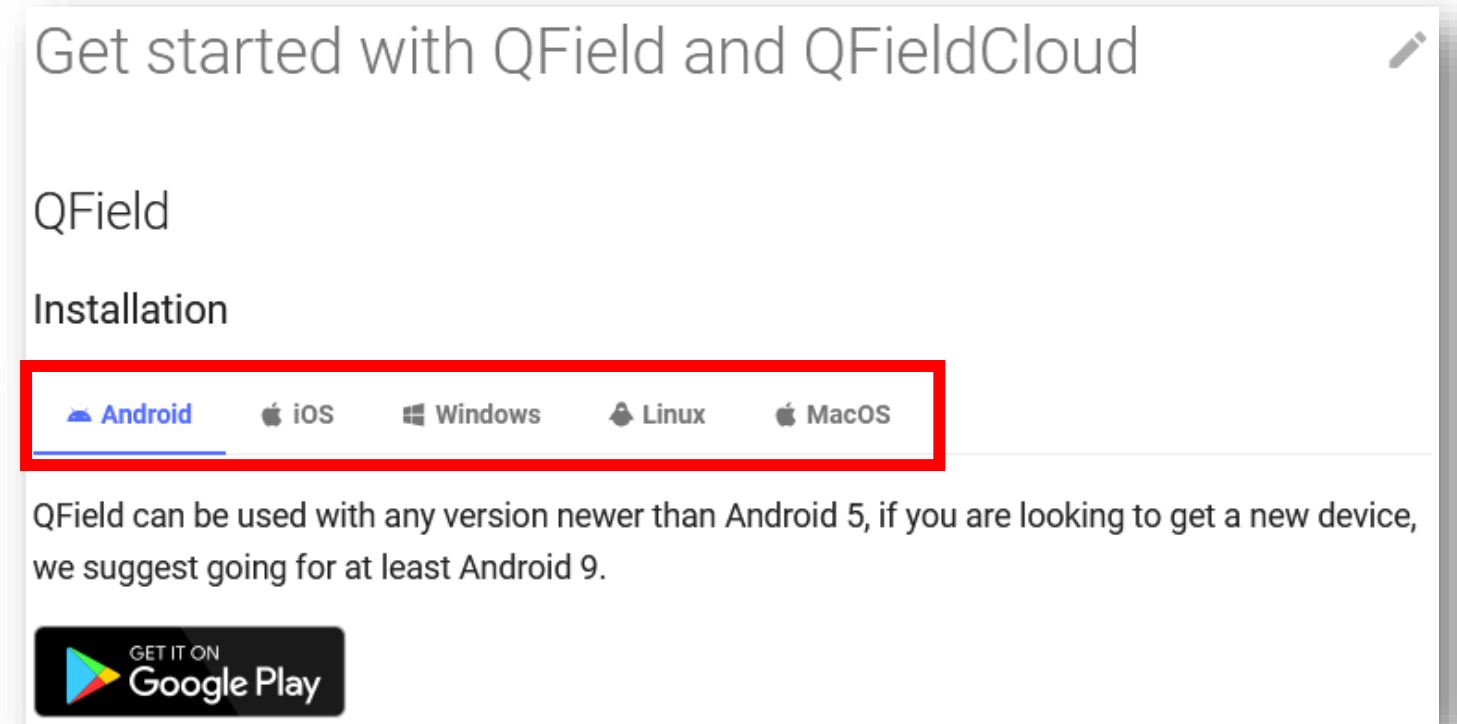 Get started with QField and QFieldCloud
QField
Installation
Android iOS Windows Linux MacOS
QField can be used with any version newer than Android 5, if you are looking to get a new device,
we suggest going for at least Android 9.
GET IT ON
Google Play